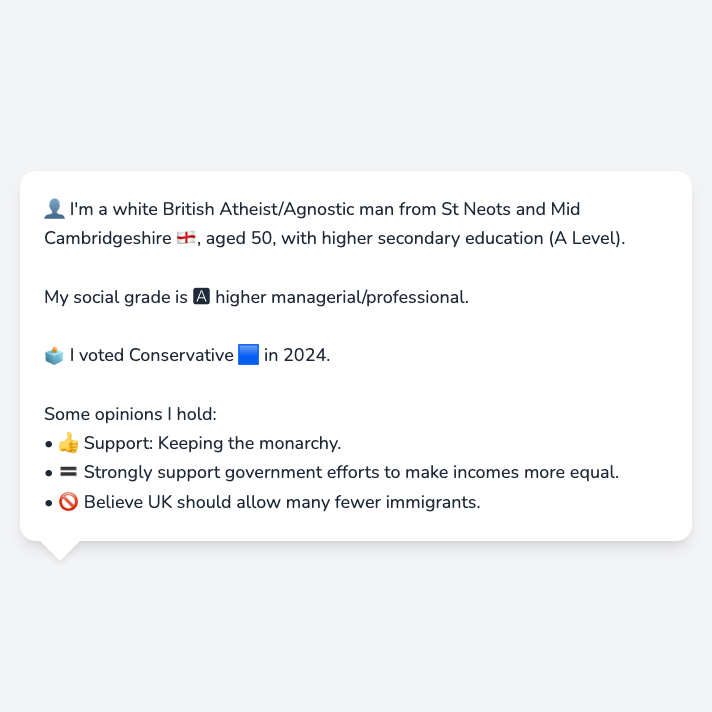 👤 I'm a white British Atheist/Agnostic man from St Neots and Mid
Cambridgeshire 🏴󠁧󠁢󠁥󠁮󠁧󠁿, aged 50, with higher secondary education (A Level).
My social grade is 🅰 higher managerial/professional.
🗳️ I voted Conservative 🟦 in 2024.
Some opinions I hold:
• 👍 Support: Keeping the monarchy.
• 🟰 Strongly support government efforts to make incomes more equal.
• 🚫 Believe UK should allow many fewer immigrants.